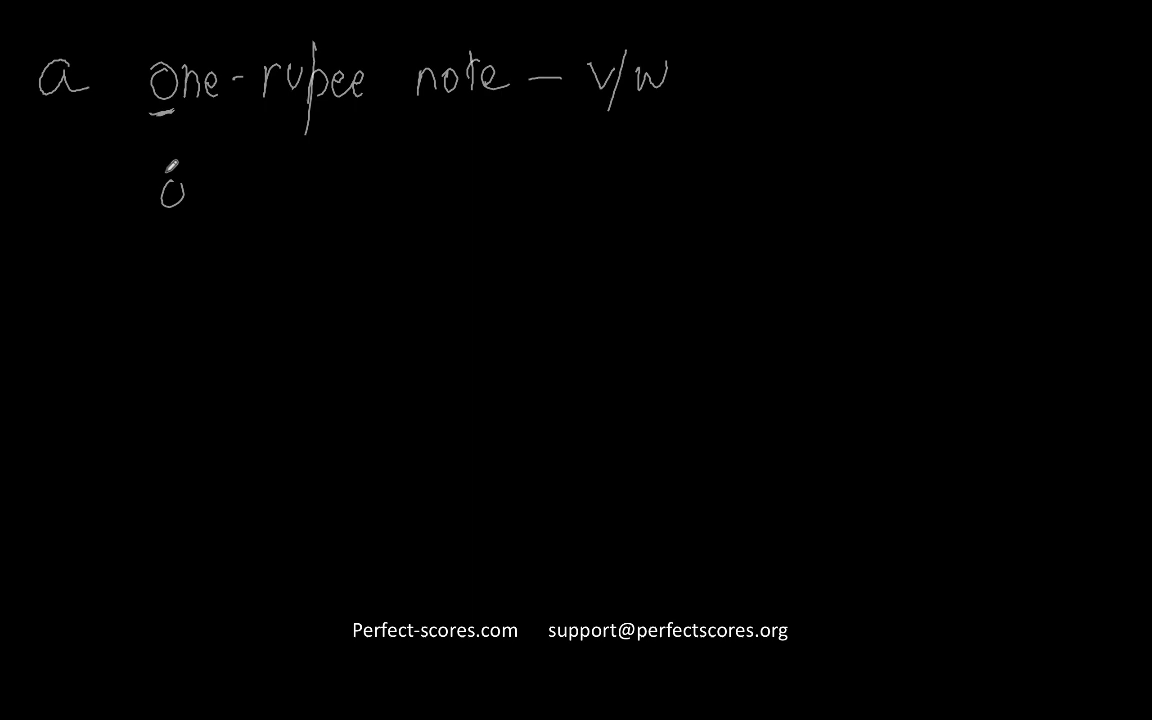 a one-rupee note – v/w
o
Perfect-scores.com support@perfectscores.org